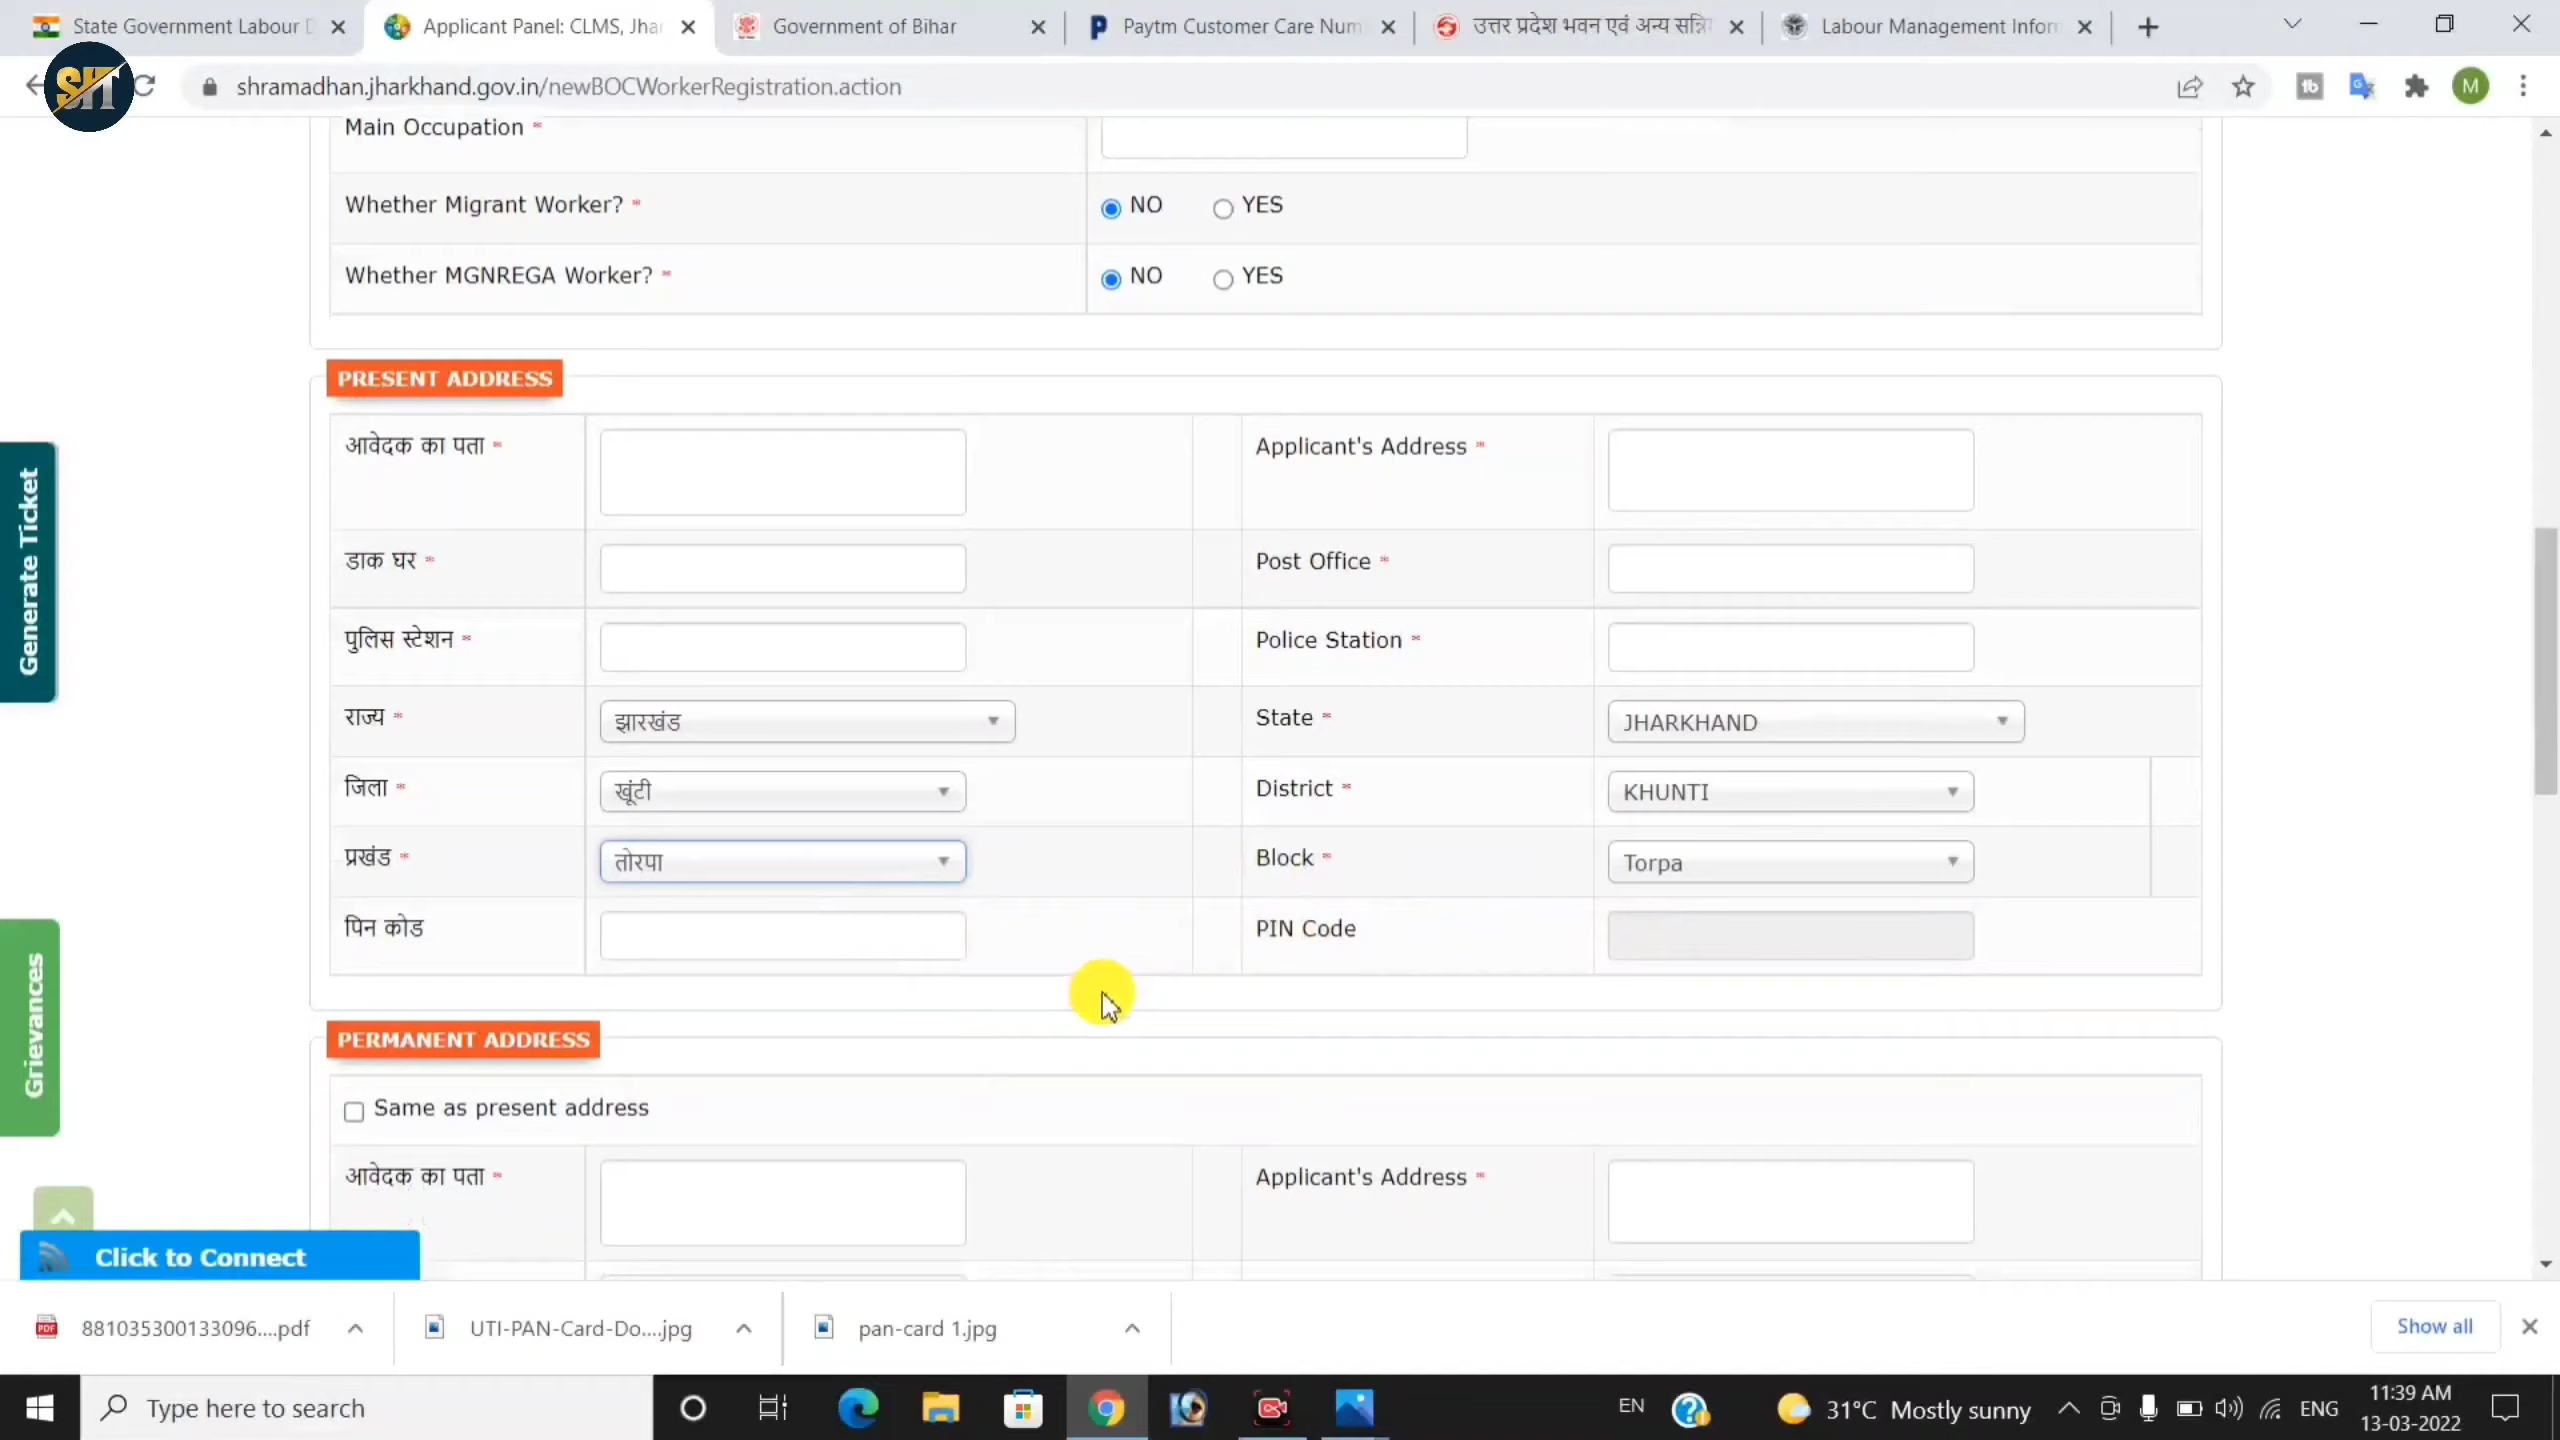 State Government Labour D
Applicant Panel: CLMS, Jhar
Government of Bihar
Paytm Customer Care Num
उत्तर प्रदेश भवन एवं अन्य सन्नि
Labour Management Inform
SHT
shramadhan.jharkhand.gov.in/newBOCWorkerRegistration.action
M
Main Occupation *
Whether Migrant Worker? * NO YES
Whether MGNREGA Worker? * NO YES
PRESENT ADDRESS
आवेदक का पता * Applicant's Address *
डाक घर * Post Office *
पुलिस स्टेशन * Police Station *
राज्य * झारखंड State * JHARKHAND
जिला * खूंटी District * KHUNTI
प्रखंड * तोरपा Block * Torpa
पिन कोड PIN Code
PERMANENT ADDRESS
Same as present address
आवेदक का पता * Applicant's Address *
Generate Ticket
Grievances
Click to Connect
881035300133096....pdf
UTI-PAN-Card-Do....jpg
pan-card 1.jpg
Show all
Type here to search
EN
31°C Mostly sunny
ENG
11:39 AM
13-03-2022